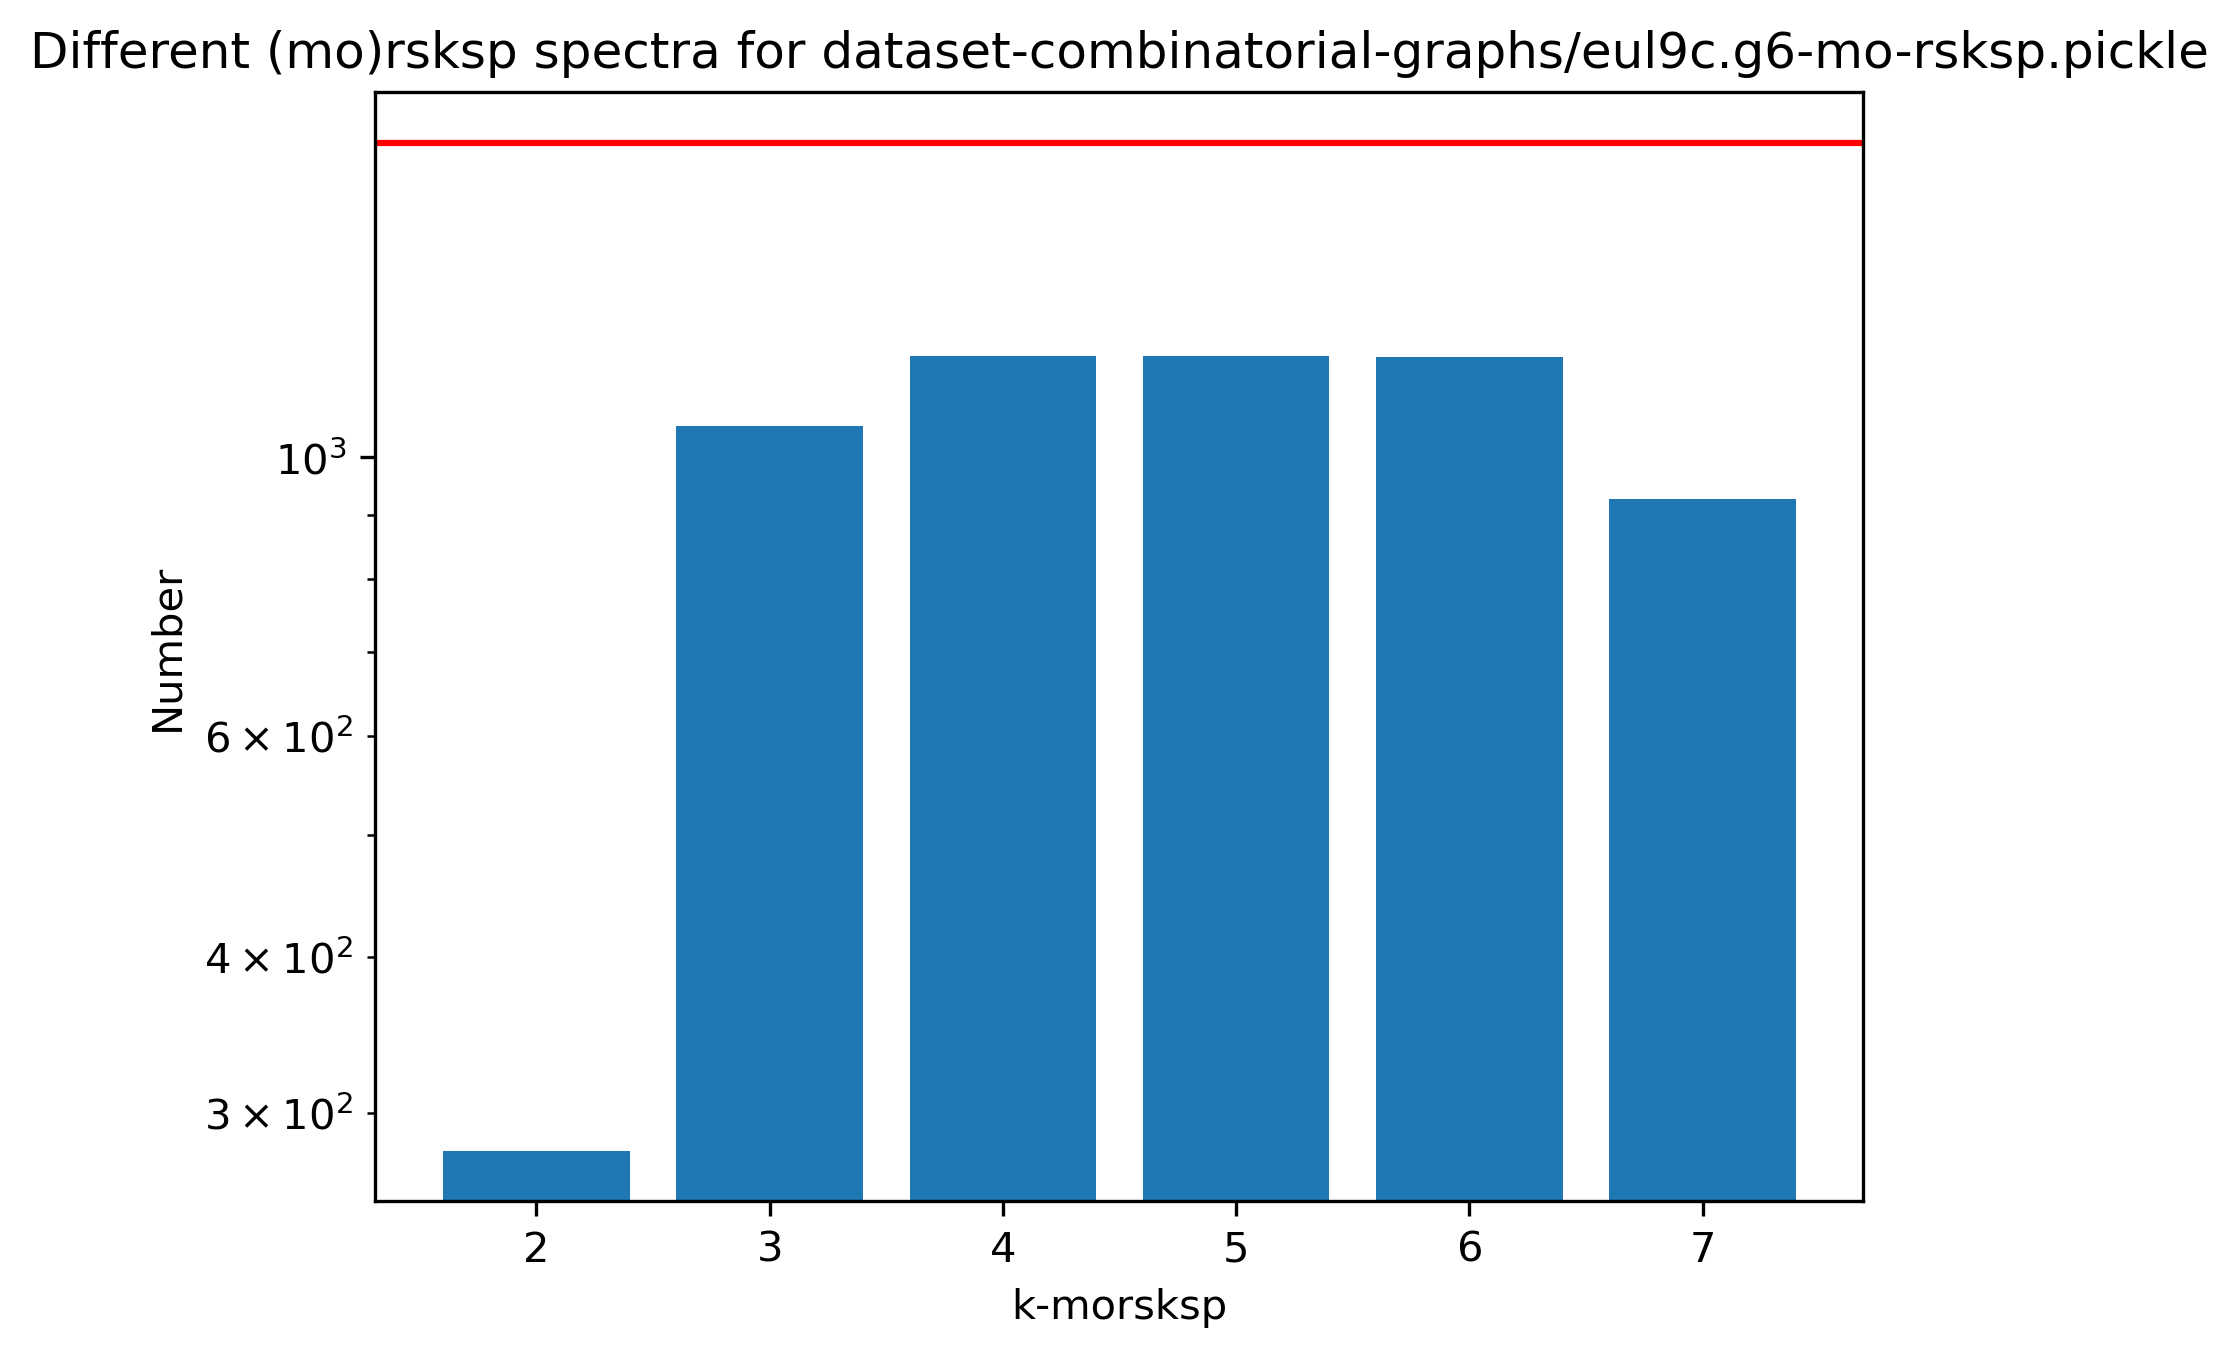 Different (mo)rsksp spectra for dataset-combinatorial-graphs/eul9c.g6-mo-rsksp.pickle
10³
6 × 10²
4 × 10²
3 × 10²
Number
2 3 4 5 6 7
k-morsksp